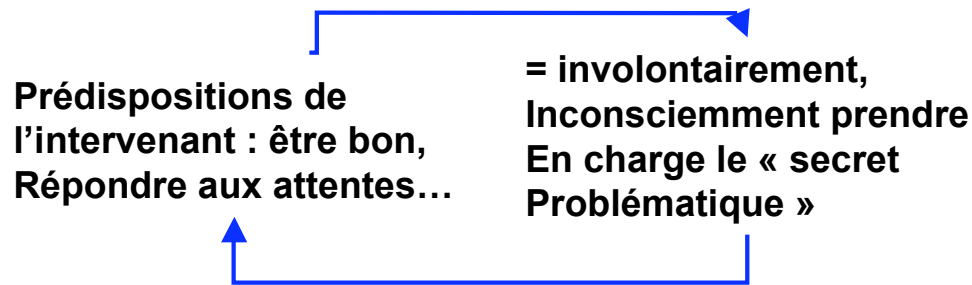 Prédispositions de
l’intervenant : être bon,
Répondre aux attentes…
= involontairement,
Inconsciemment prendre
En charge le « secret
Problématique »